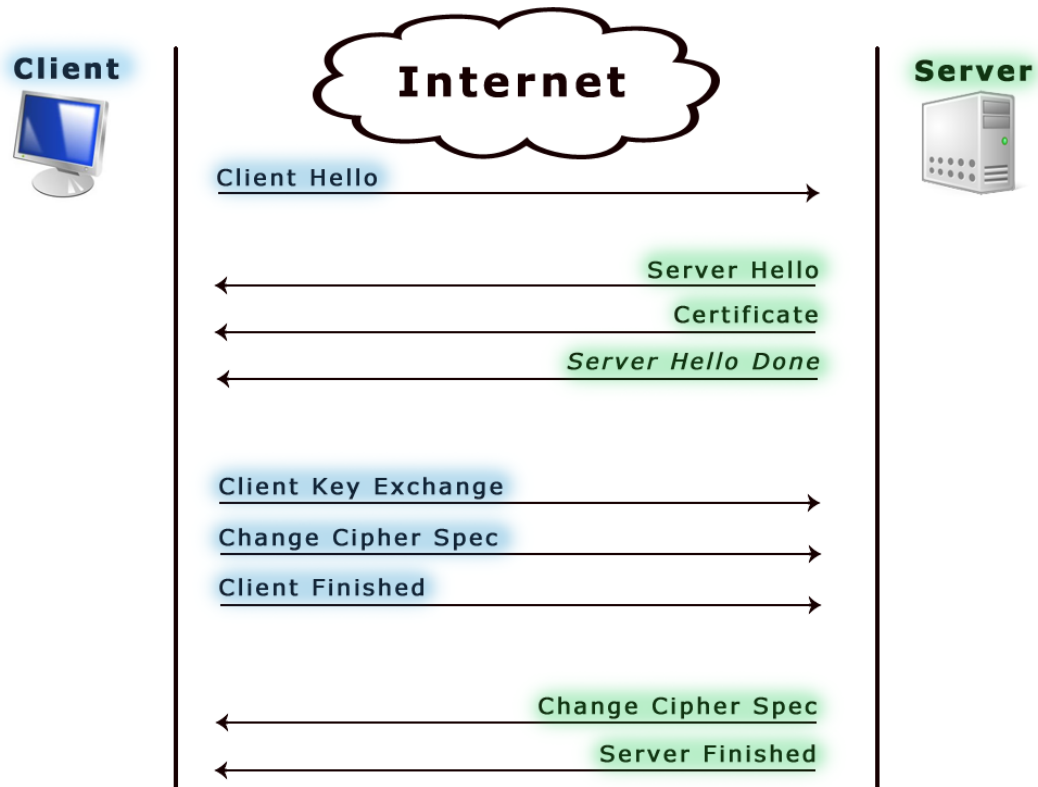 Client
Internet
Server
Client Hello
Server Hello
Certificate
Server Hello Done
Client Key Exchange
Change Cipher Spec
Client Finished
Change Cipher Spec
Server Finished